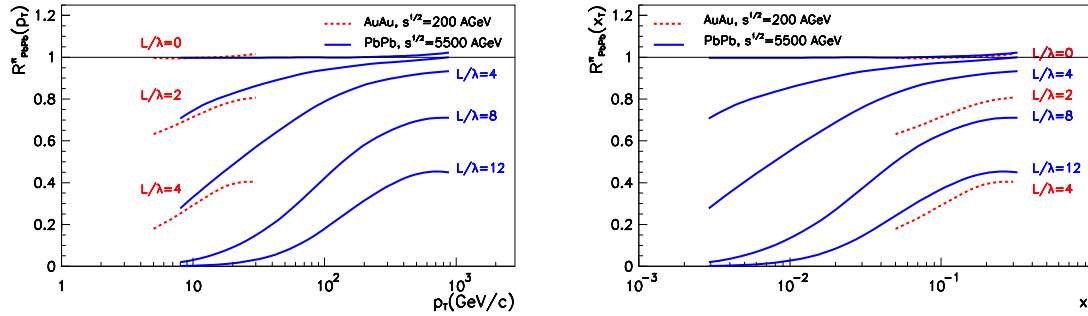 R^π_PbPb(p_T)
1.2
1
0.8
0.6
0.4
0.2
0
AuAu, s^1/2=200 AGeV
PbPb, s^1/2=5500 AGeV
L/λ=0
L/λ=2
L/λ=4
L/λ=4
L/λ=8
L/λ=12
1
10
10^2
10^3
p_T(GeV/c)
R^π_PbPb(x_T)
1.2
1
0.8
0.6
0.4
0.2
0
AuAu, s^1/2=200 AGeV
PbPb, s^1/2=5500 AGeV
L/λ=0
L/λ=4
L/λ=2
L/λ=8
L/λ=12
L/λ=4
10^-3
10^-2
10^-1
x